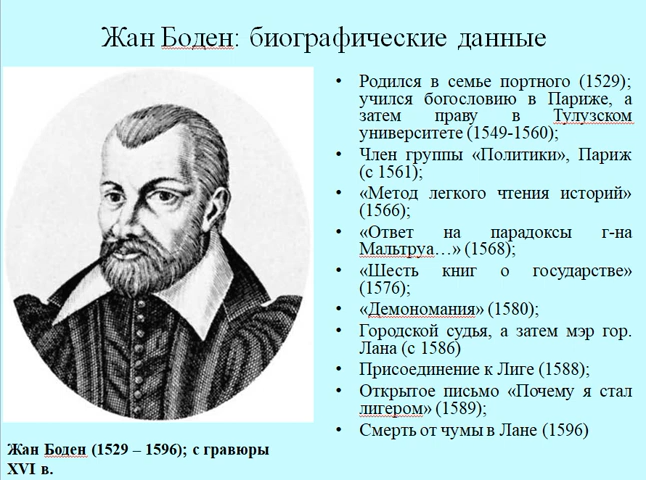 Жан Боден: биографические данные
• Родился в семье портного (1529);
учился богословию в Париже, а
затем праву в Тулузском
университете (1549-1560);
• Член группы «Политики», Париж
(с 1561);
• «Метод легкого чтения историй»
(1566);
• «Ответ на парадоксы г-на
Мальтруа…» (1568);
• «Шесть книг о государстве»
(1576);
• «Демономания» (1580);
• Городской судья, а затем мэр гор.
Лана (с 1586)
• Присоединение к Лиге (1588);
• Открытое письмо «Почему я стал
лигером» (1589);
• Смерть от чумы в Лане (1596)
Жан Боден (1529 – 1596); с гравюры
XVI в.